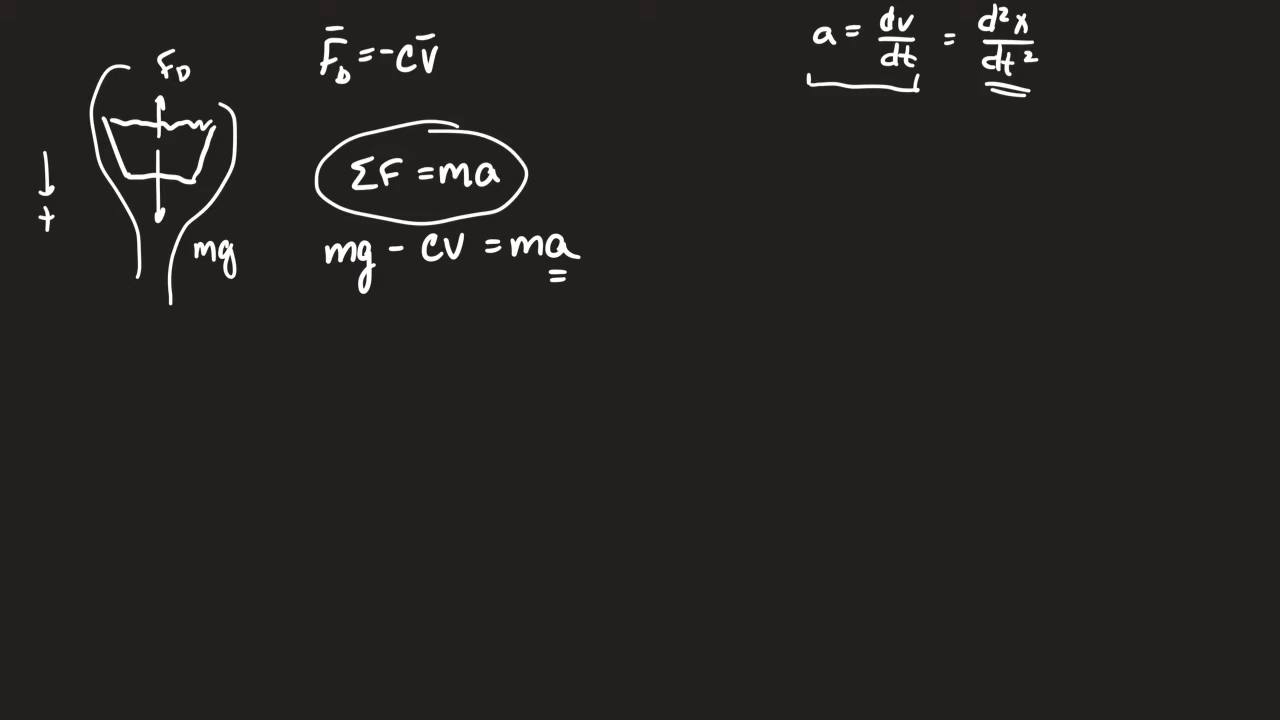 F_D
+
mg
F̄_D = -cv̄
ΣF = ma
mg - cv = ma
a = dv/dt = d²x/dt²